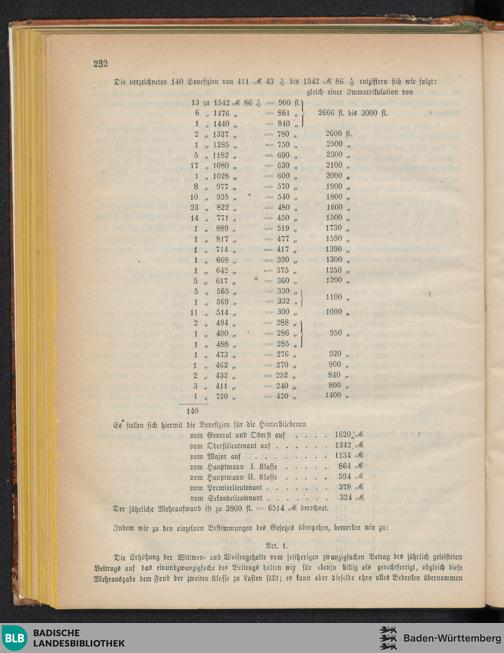 232
Die verzeichneten 140 Benefizien von 411 ℳ 43 ₰ bis 1542 ℳ 86 ₰ entziffern sich wie folgt:
gleich einer Immatrikulation von
13 zu 1542 ℳ 86 ₰ = 900 fl.
6 „ 1476 „ = 861 „ 2666 fl. bis 3000 fl.
1 „ 1440 „ = 840 „
2 „ 1337 „ = 780 „ 2600 fl.
1 „ 1285 „ = 750 „ 2500 „
5 „ 1182 „ = 690 „ 2300 „
17 „ 1080 „ = 630 „ 2100 „
1 „ 1028 „ = 600 „ 2000 „
8 „ 977 „ = 570 „ 1900 „
10 „ 925 „ = 540 „ 1800 „
23 „ 822 „ = 480 „ 1600 „
14 „ 771 „ = 450 „ 1500 „
1 „ 889 „ = 519 „ 1730 „
1 „ 817 „ = 477 „ 1590 „
1 „ 714 „ = 417 „ 1390 „
1 „ 668 „ = 390 „ 1300 „
1 „ 642 „ = 375 „ 1250 „
5 „ 617 „ = 360 „ 1200 „
5 „ 565 „ = 330 „
1 „ 569 „ = 332 „ 1100 „
11 „ 514 „ = 300 „ 1000 „
2 „ 494 „ = 288 „
1 „ 490 „ = 286 „ 950 „
1 „ 488 „ = 285 „
1 „ 473 „ = 276 „ 920 „
1 „ 462 „ = 270 „ 900 „
2 „ 432 „ = 252 „ 840 „
3 „ 411 „ = 240 „ 800 „
1 „ 720 „ = 420 „ 1400 „
140
Es stellen sich hiermit die Benefizien für die Hinterbliebenen
vom General und Oberst auf . . . . 1620 ℳ
vom Oberstlieutenant auf . . . . . 1242 ℳ
vom Major auf . . . . . . . 1134 ℳ
vom Hauptmann I. Klasse . . . . . 864 ℳ
vom Hauptmann II. Klasse . . . . . 594 ℳ
vom Premierlieutenant . . . . . . 378 ℳ
vom Sekondelieutenant . . . . . . 324 ℳ
Der jährliche Mehraufwand ist zu 3800 fl. = 6514 ℳ berechnet.
Indem wir zu den einzelnen Bestimmungen des Gesetzes übergehen, bemerken wir zu:
Art. 1.
Die Erhöhung der Wittwen- und Waisengehalte vom seitherigen zwanzigfachen Betrag des jährlich geleisteten
Beitrags auf das einundzwanzigfache des Beitrags halten wir für ebenso billig als gerechtfertigt, obgleich diese
Mehrausgabe dem Fond der zweiten Klasse zu Lasten fällt; es kann aber dieselbe ohne alles Bedenken übernommen
BLB BADISCHE
LANDESBIBLIOTHEK
Baden-Württemberg